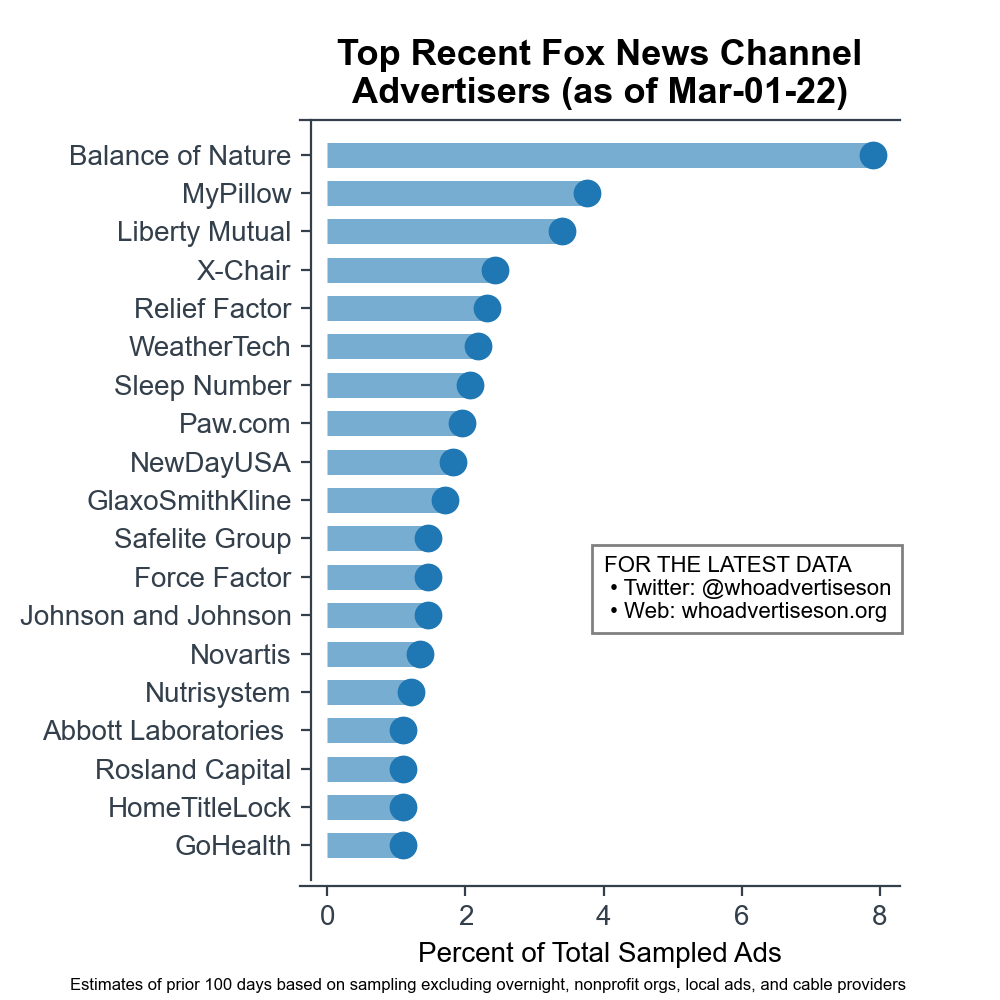 Top Recent Fox News Channel
Advertisers (as of Mar-01-22)
Balance of Nature
MyPillow
Liberty Mutual
X-Chair
Relief Factor
WeatherTech
Sleep Number
Paw.com
NewDayUSA
GlaxoSmithKline
Safelite Group
Force Factor
Johnson and Johnson
Novartis
Nutrisystem
Abbott Laboratories
Rosland Capital
HomeTitleLock
GoHealth
FOR THE LATEST DATA
• Twitter: @whoadvertiseson
• Web: whoadvertiseson.org
0 2 4 6 8
Percent of Total Sampled Ads
Estimates of prior 100 days based on sampling excluding overnight, nonprofit orgs, local ads, and cable providers